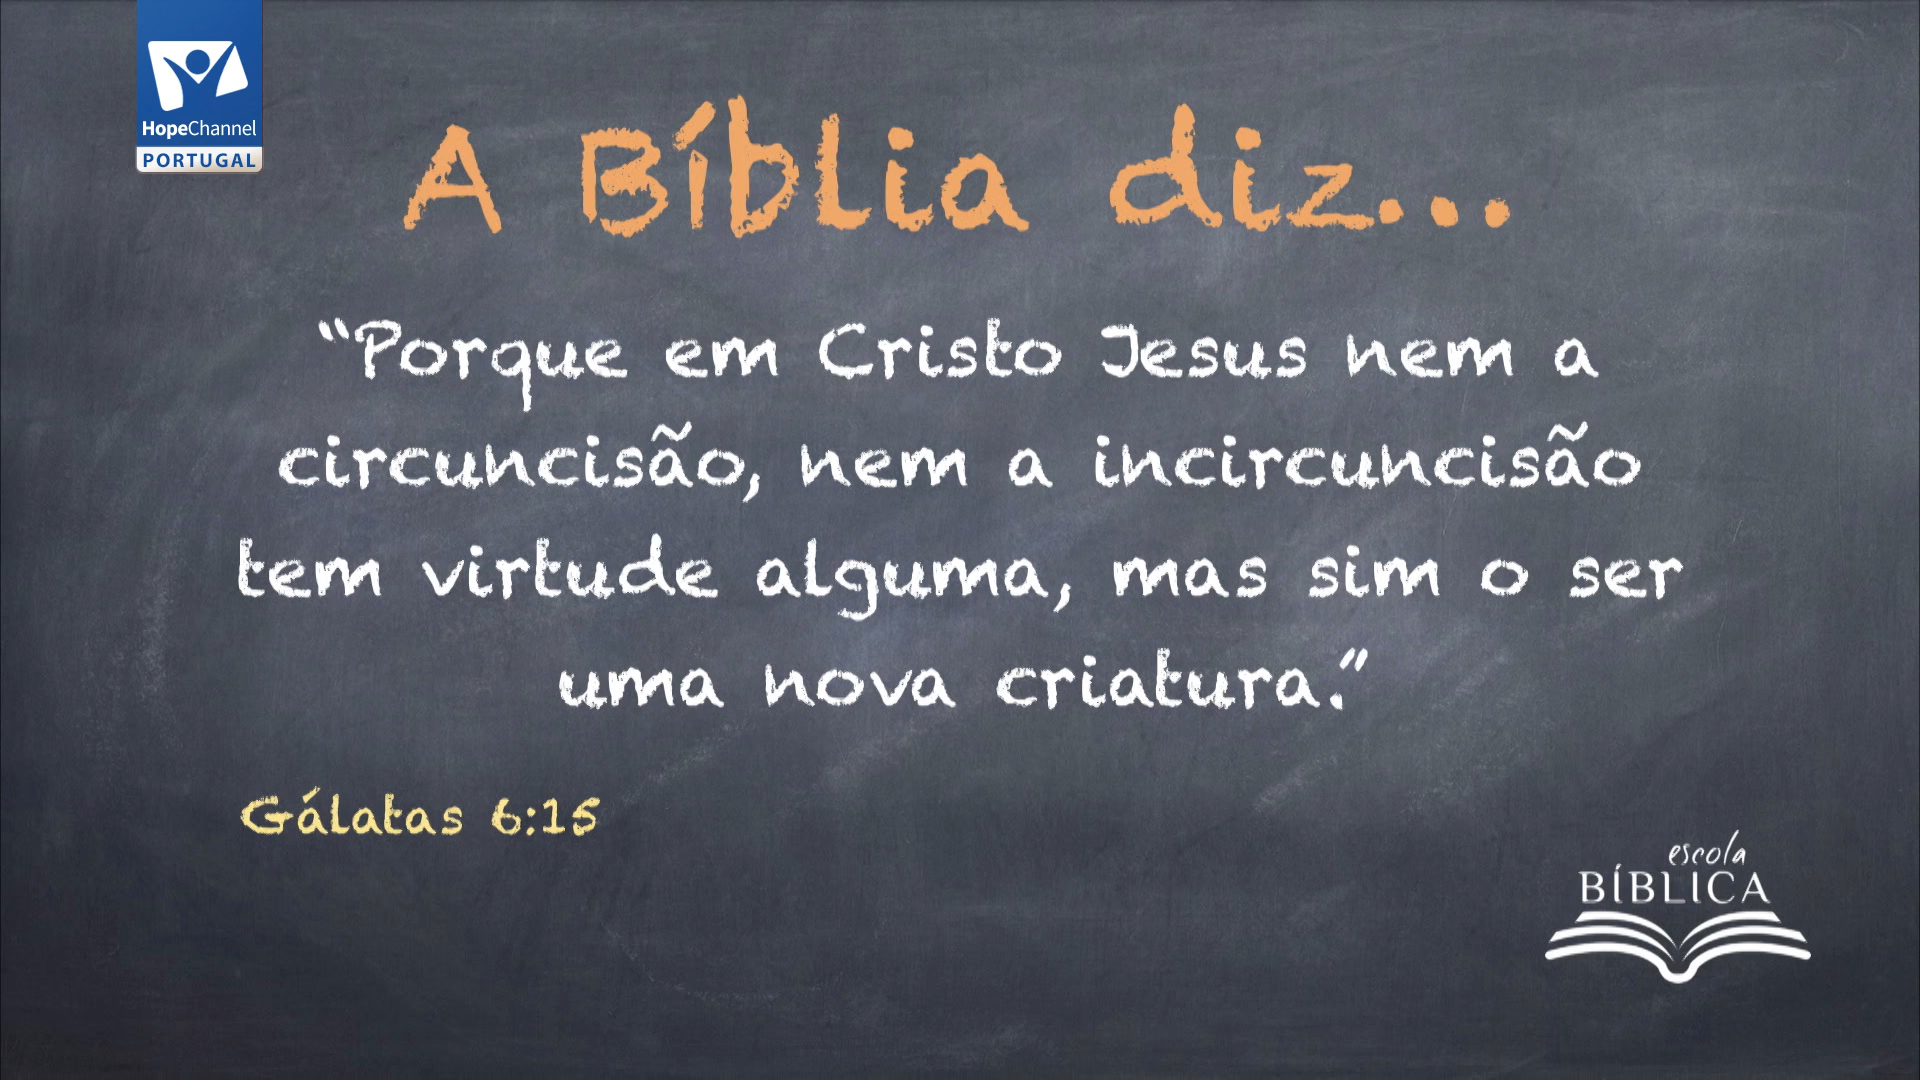 HopeChannel
PORTUGAL
A Bíblia diz...
“Porque em Cristo Jesus nem a
circuncisão, nem a incircuncisão
tem virtude alguma, mas sim o ser
uma nova criatura.”
Gálatas 6:15
escola
BÍBLICA